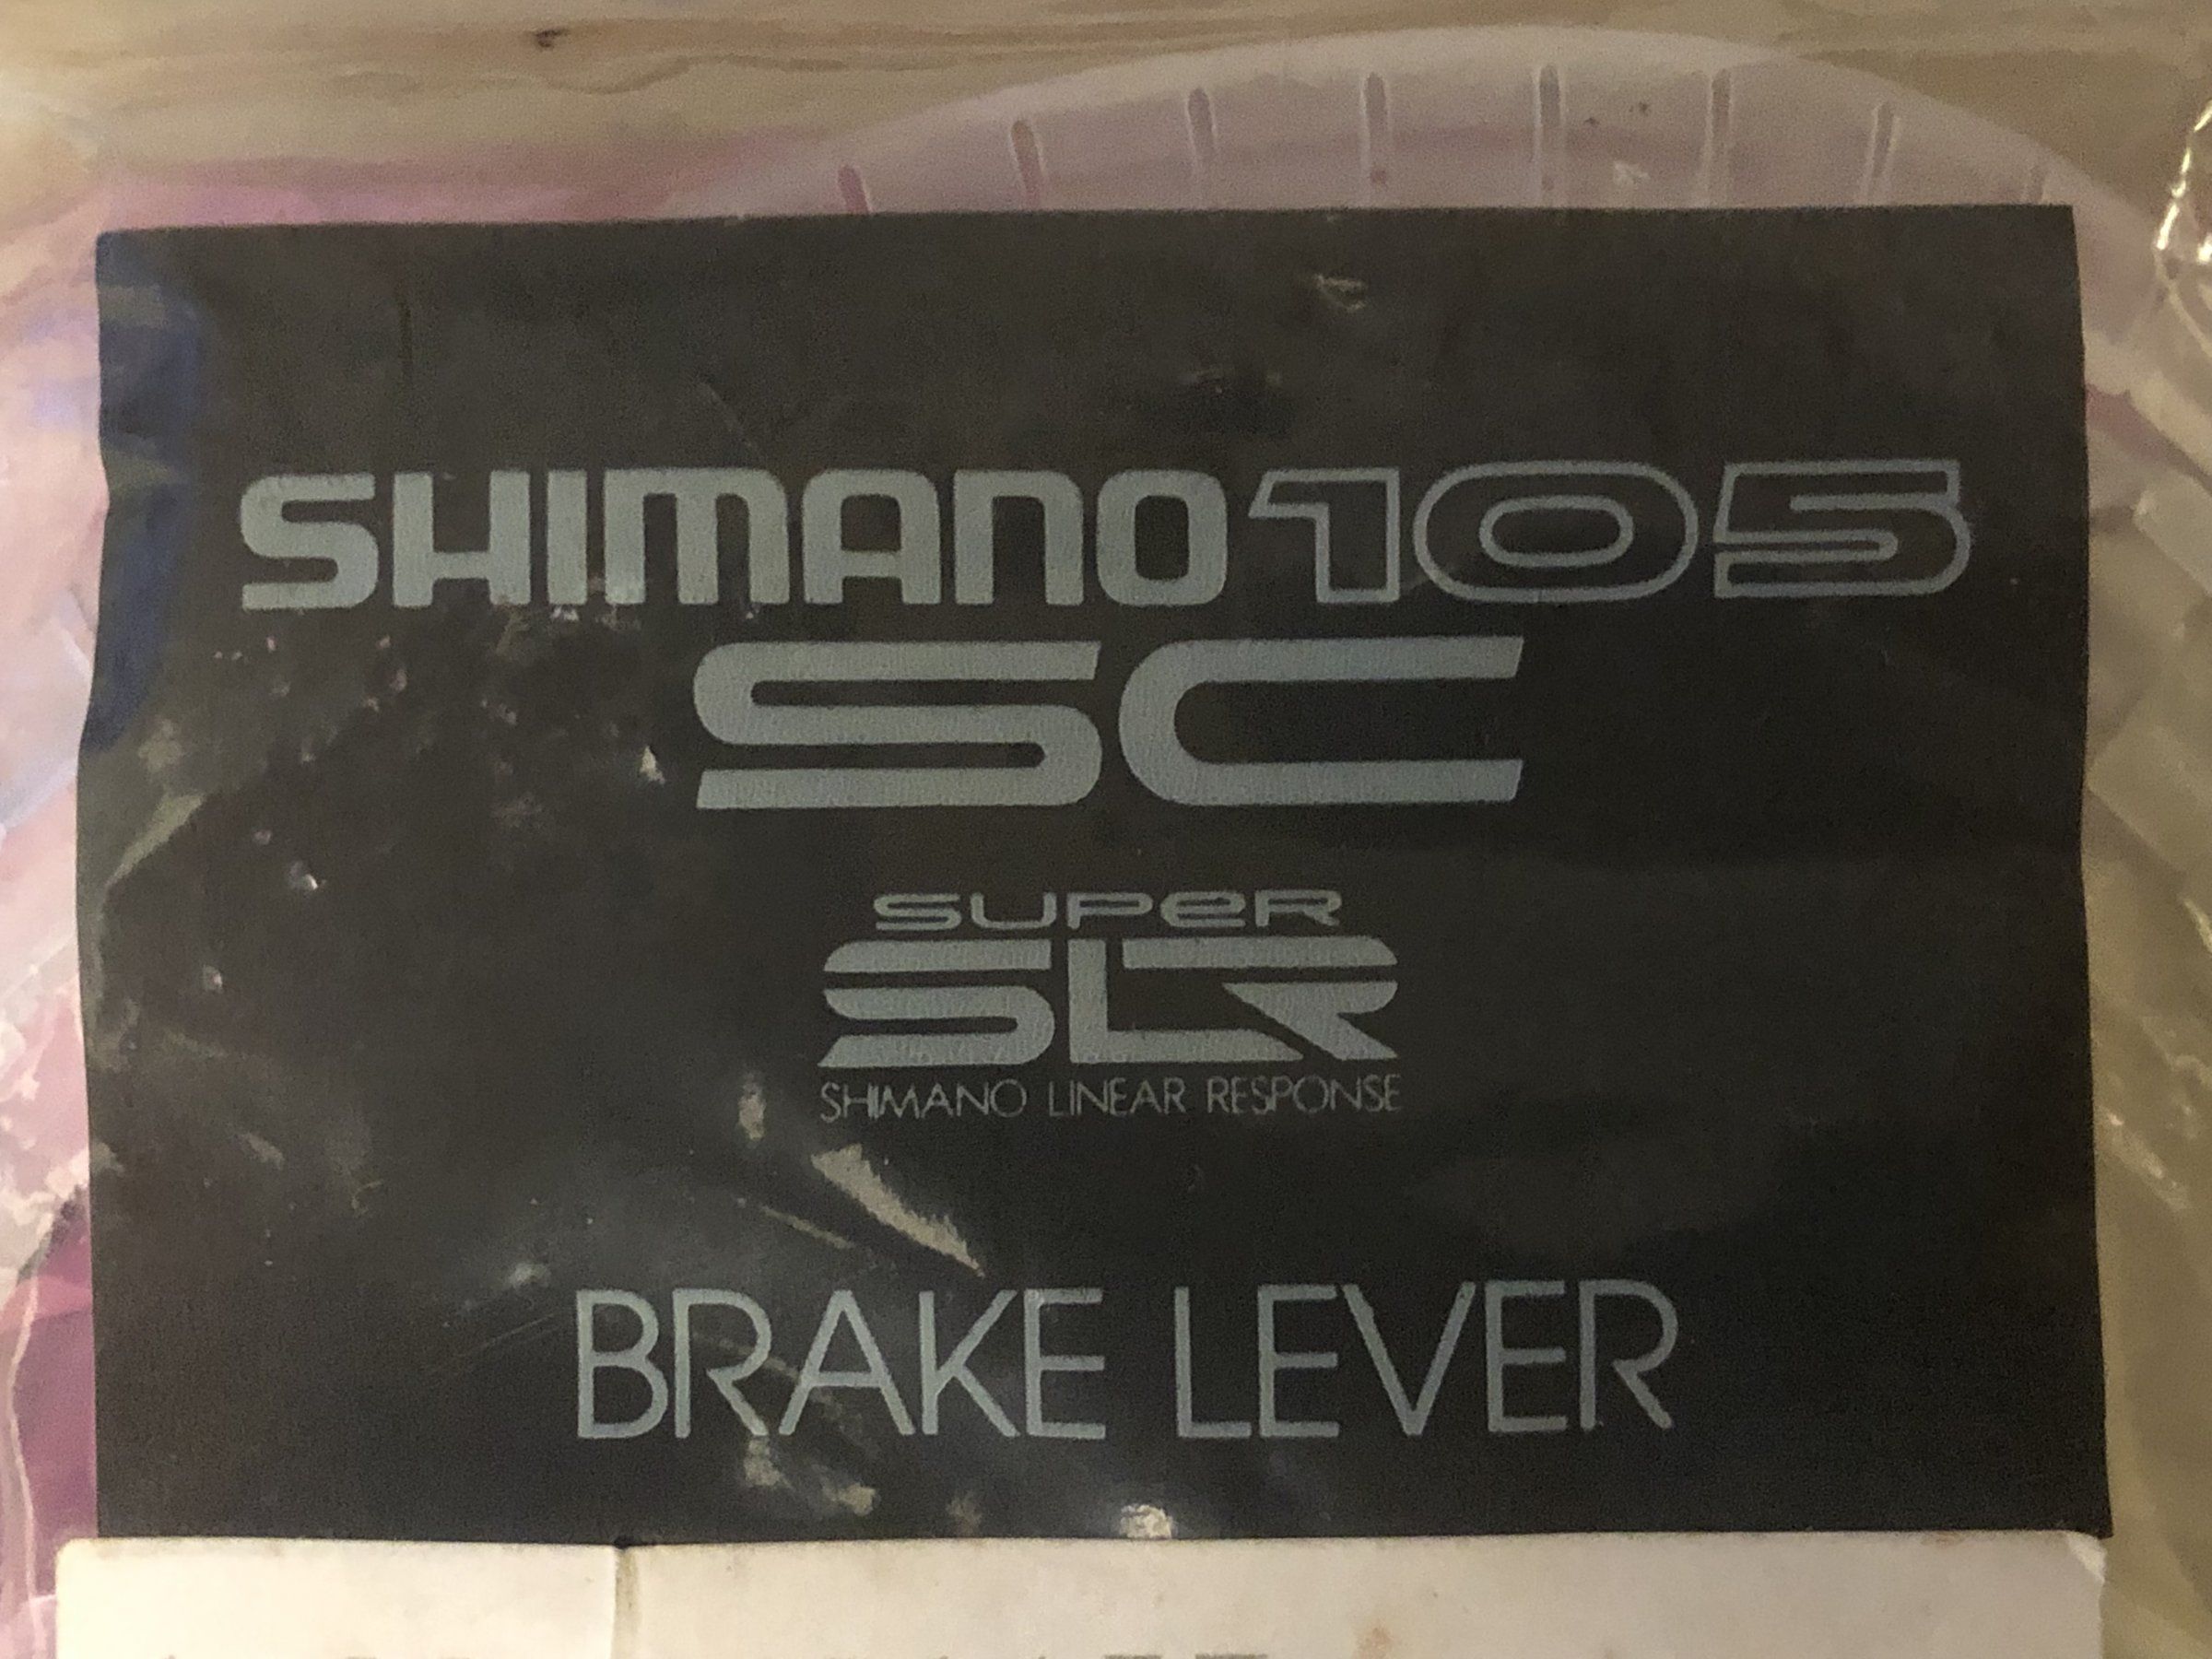 SHIMANO 105
SC
SUPER
SLR
SHIMANO LINEAR RESPONSE
BRAKE LEVER